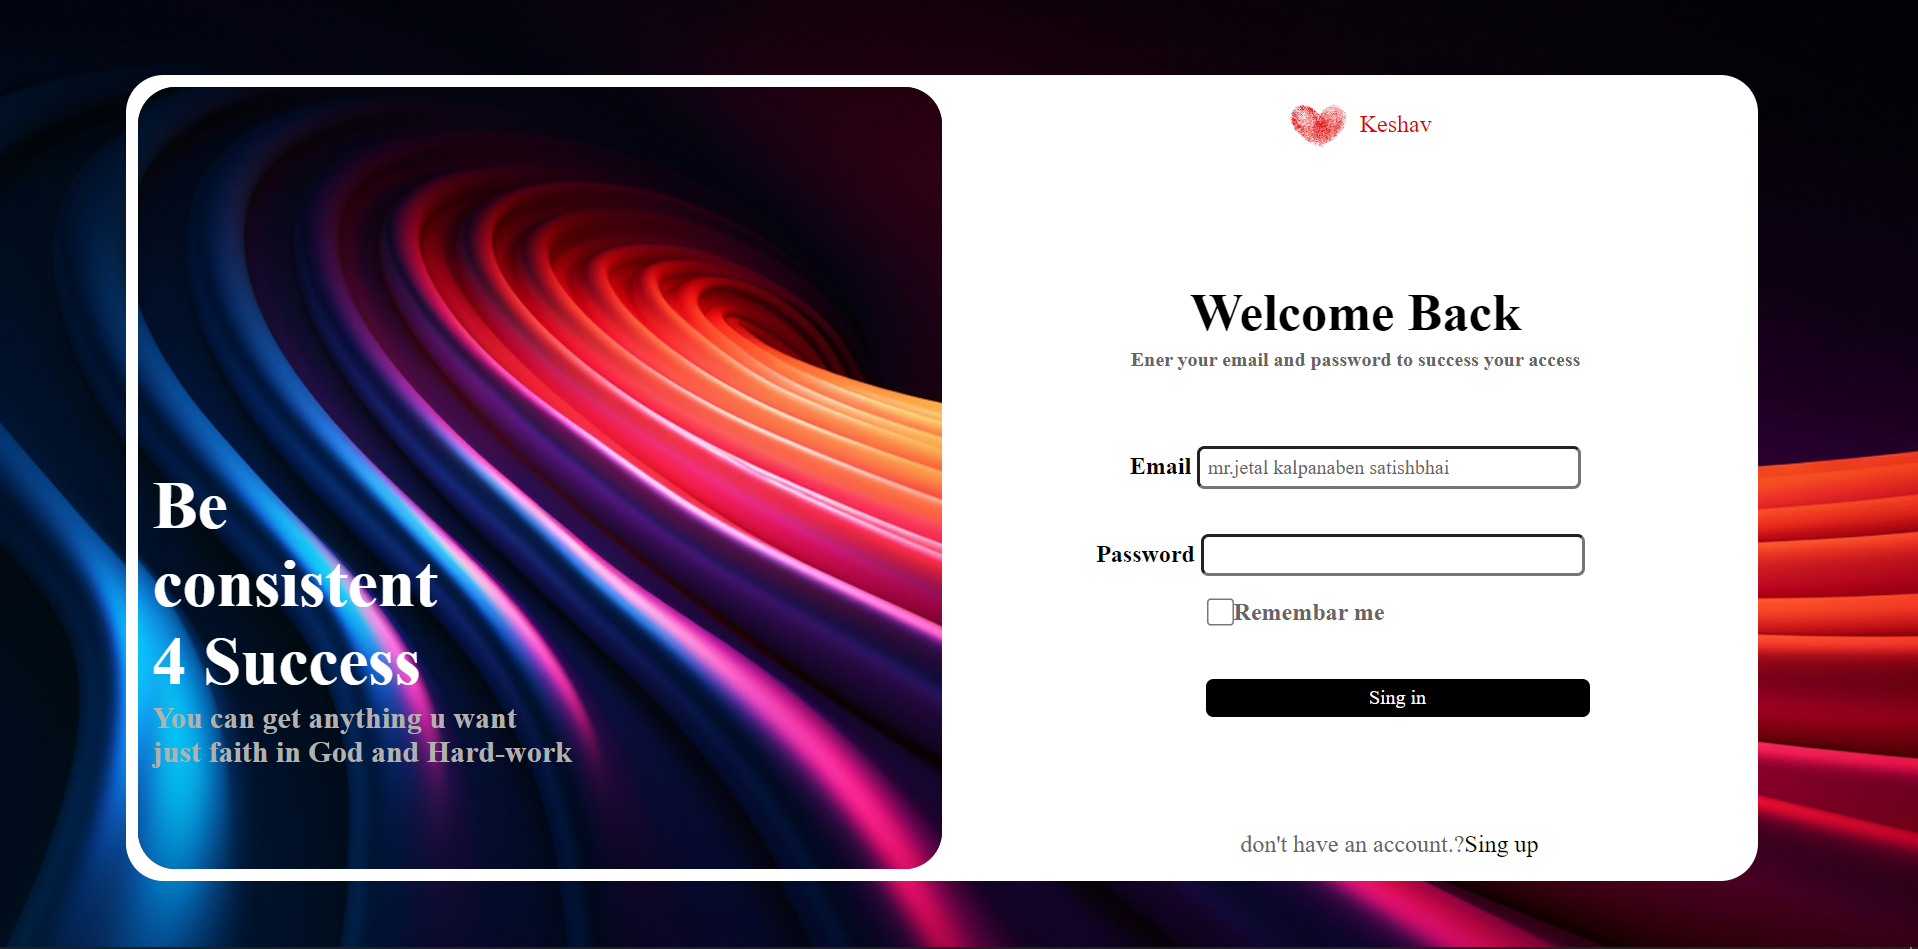 Be
consistent
4 Success
You can get anything u want
just faith in God and Hard-work
Keshav
Welcome Back
Ener your email and password to success your access
Email mr.jetal kalpanaben satishbhai
Password
Remembar me
Sing in
don't have an account.?Sing up